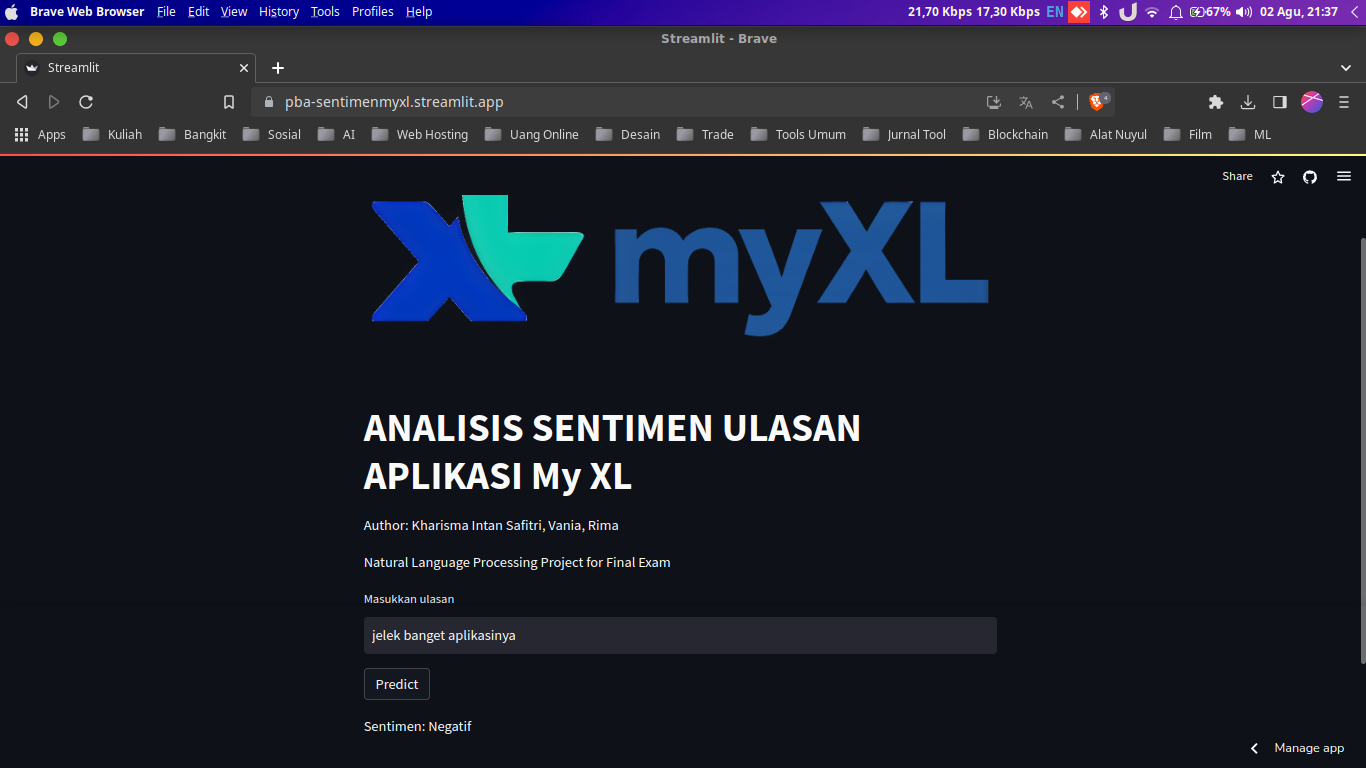 Brave Web Browser File Edit View History Tools Profiles Help 21,70 Kbps 17,30 Kbps EN 67% 02 Agu, 21:37
Streamlit - Brave
Streamlit
pba-sentimenmyxl.streamlit.app 4
Apps Kuliah Bangkit Sosial AI Web Hosting Uang Online Desain Trade Tools Umum Jurnal Tool Blockchain Alat Nuyul Film ML
Share
XL myXL
ANALISIS SENTIMEN ULASAN
APLIKASI My XL
Author: Kharisma Intan Safitri, Vania, Rima
Natural Language Processing Project for Final Exam
Masukkan ulasan
jelek banget aplikasinya
Predict
Sentimen: Negatif
Manage app